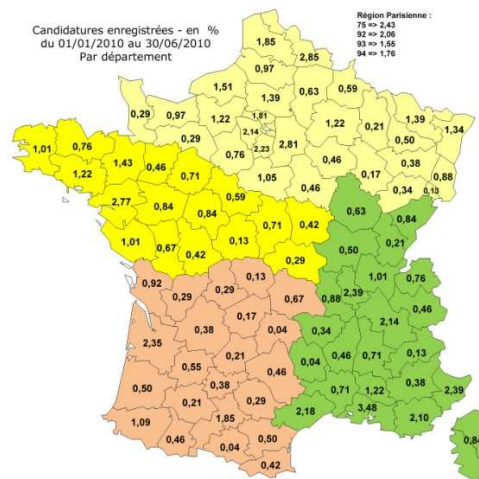 Candidatures enregistrées - en %
du 01/01/2010 au 30/06/2010
Par département
Région Parisienne :
75 => 2,43
92 => 2,06
93 => 1,55
94 => 1,76
1,85
2,85
0,97
1,51 1,39 0,63 0,59
0,29 0,97 1,22 1,81 1,22 0,21 1,39 1,34
0,29 2,14 2,81 0,50
0,76 2,23 0,46 0,38 0,88
1,05 0,46 0,17 0,34 0,13
1,01 0,76 1,43 0,46 0,71
1,22
2,77 0,84 0,84 0,59 0,71 0,42
1,01 0,67 0,42 0,13 0,29
0,63 0,84
0,50 0,21
0,92 0,29 0,29 0,13 0,67
0,88 2,39 1,01 0,76
0,38 0,17 0,04 0,46
2,35 0,34 2,14
0,55 0,21 0,46 0,04 0,46 0,71 0,13
0,50 0,21 0,38 0,29 0,71 1,22 0,38 2,39
1,09 0,46 1,85 0,50 2,18 3,48 2,10
0,04 0,42
0,84